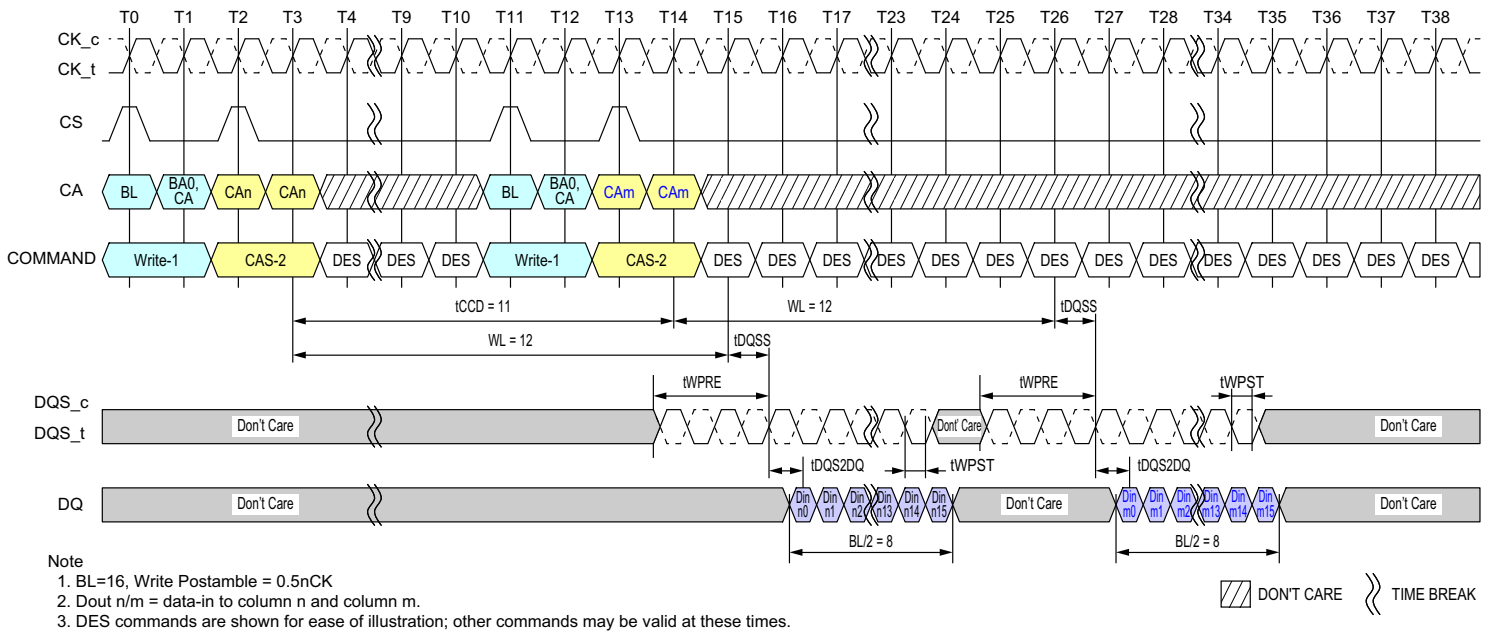 T0 T1 T2 T3 T4 T9 T10 T11 T12 T13 T14 T15 T16 T17 T23 T24 T25 T26 T27 T28 T34 T35 T36 T37 T38
CK_c
CK_t
CS
CA BL BA0, CA CAn CAn BL BA0, CA CAm CAm
COMMAND Write-1 CAS-2 DES DES DES Write-1 CAS-2 DES DES DES DES DES DES DES DES DES DES DES DES DES DES
tCCD = 11 WL = 12 tDQSS
WL = 12 tDQSS
tWPRE tWPRE tWPST
DQS_c
DQS_t
Don't Care Dont' Care Don't Care
tDQS2DQ tWPST tDQS2DQ
DQ Don't Care Din n0 Din n1 Din n2 Din n13 Din n14 Din n15 Don't Care Din m0 Din m1 Din m2 Din m13 Din m14 Din m15 Don't Care
BL/2 = 8 BL/2 = 8
Note
1. BL=16, Write Postamble = 0.5nCK
2. Dout n/m = data-in to column n and column m.
3. DES commands are shown for ease of illustration; other commands may be valid at these times.
DON'T CARE TIME BREAK